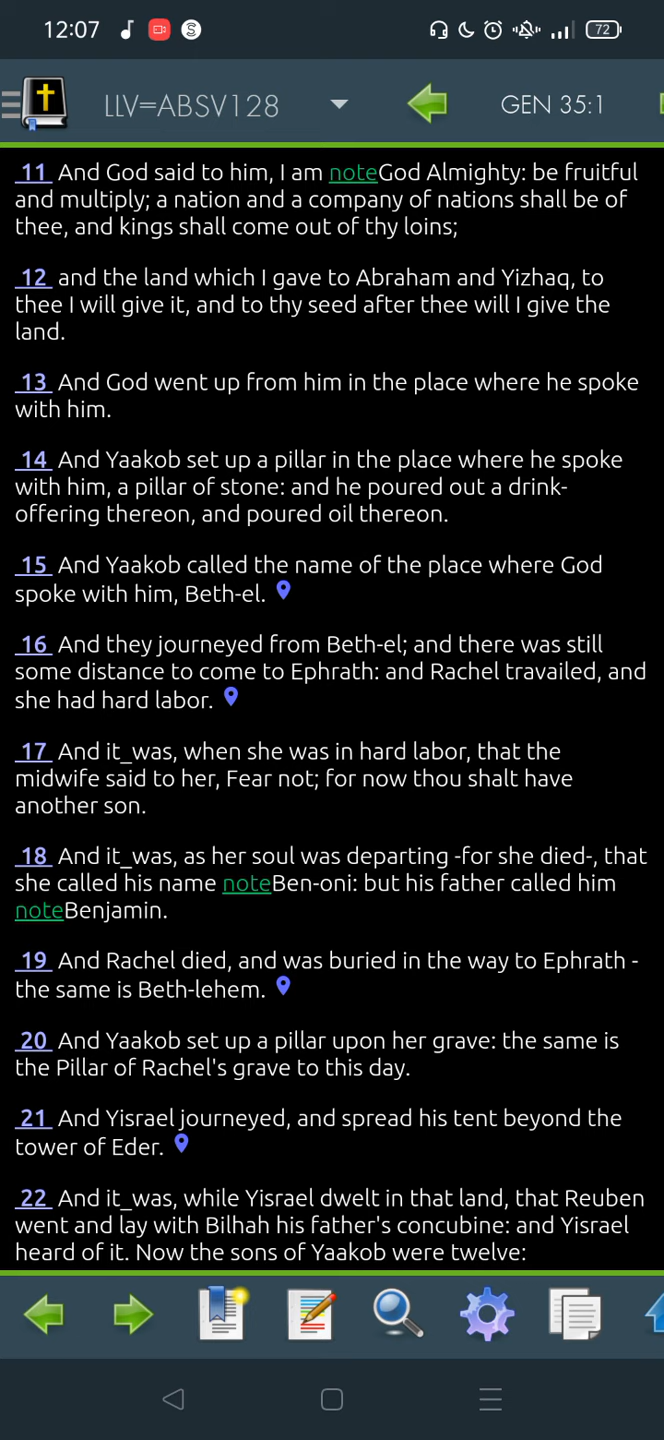 12:07
72
LLV=ABSV128
GEN 35:1
11 And God said to him, I am noteGod Almighty: be fruitful
and multiply; a nation and a company of nations shall be of
thee, and kings shall come out of thy loins;
12 and the land which I gave to Abraham and Yizhaq, to
thee I will give it, and to thy seed after thee will I give the
land.
13 And God went up from him in the place where he spoke
with him.
14 And Yaakob set up a pillar in the place where he spoke
with him, a pillar of stone: and he poured out a drink-
offering thereon, and poured oil thereon.
15 And Yaakob called the name of the place where God
spoke with him, Beth-el.
16 And they journeyed from Beth-el; and there was still
some distance to come to Ephrath: and Rachel travailed, and
she had hard labor.
17 And it_was, when she was in hard labor, that the
midwife said to her, Fear not; for now thou shalt have
another son.
18 And it_was, as her soul was departing -for she died-, that
she called his name noteBen-oni: but his father called him
noteBenjamin.
19 And Rachel died, and was buried in the way to Ephrath -
the same is Beth-lehem.
20 And Yaakob set up a pillar upon her grave: the same is
the Pillar of Rachel's grave to this day.
21 And Yisrael journeyed, and spread his tent beyond the
tower of Eder.
22 And it_was, while Yisrael dwelt in that land, that Reuben
went and lay with Bilhah his father's concubine: and Yisrael
heard of it. Now the sons of Yaakob were twelve: